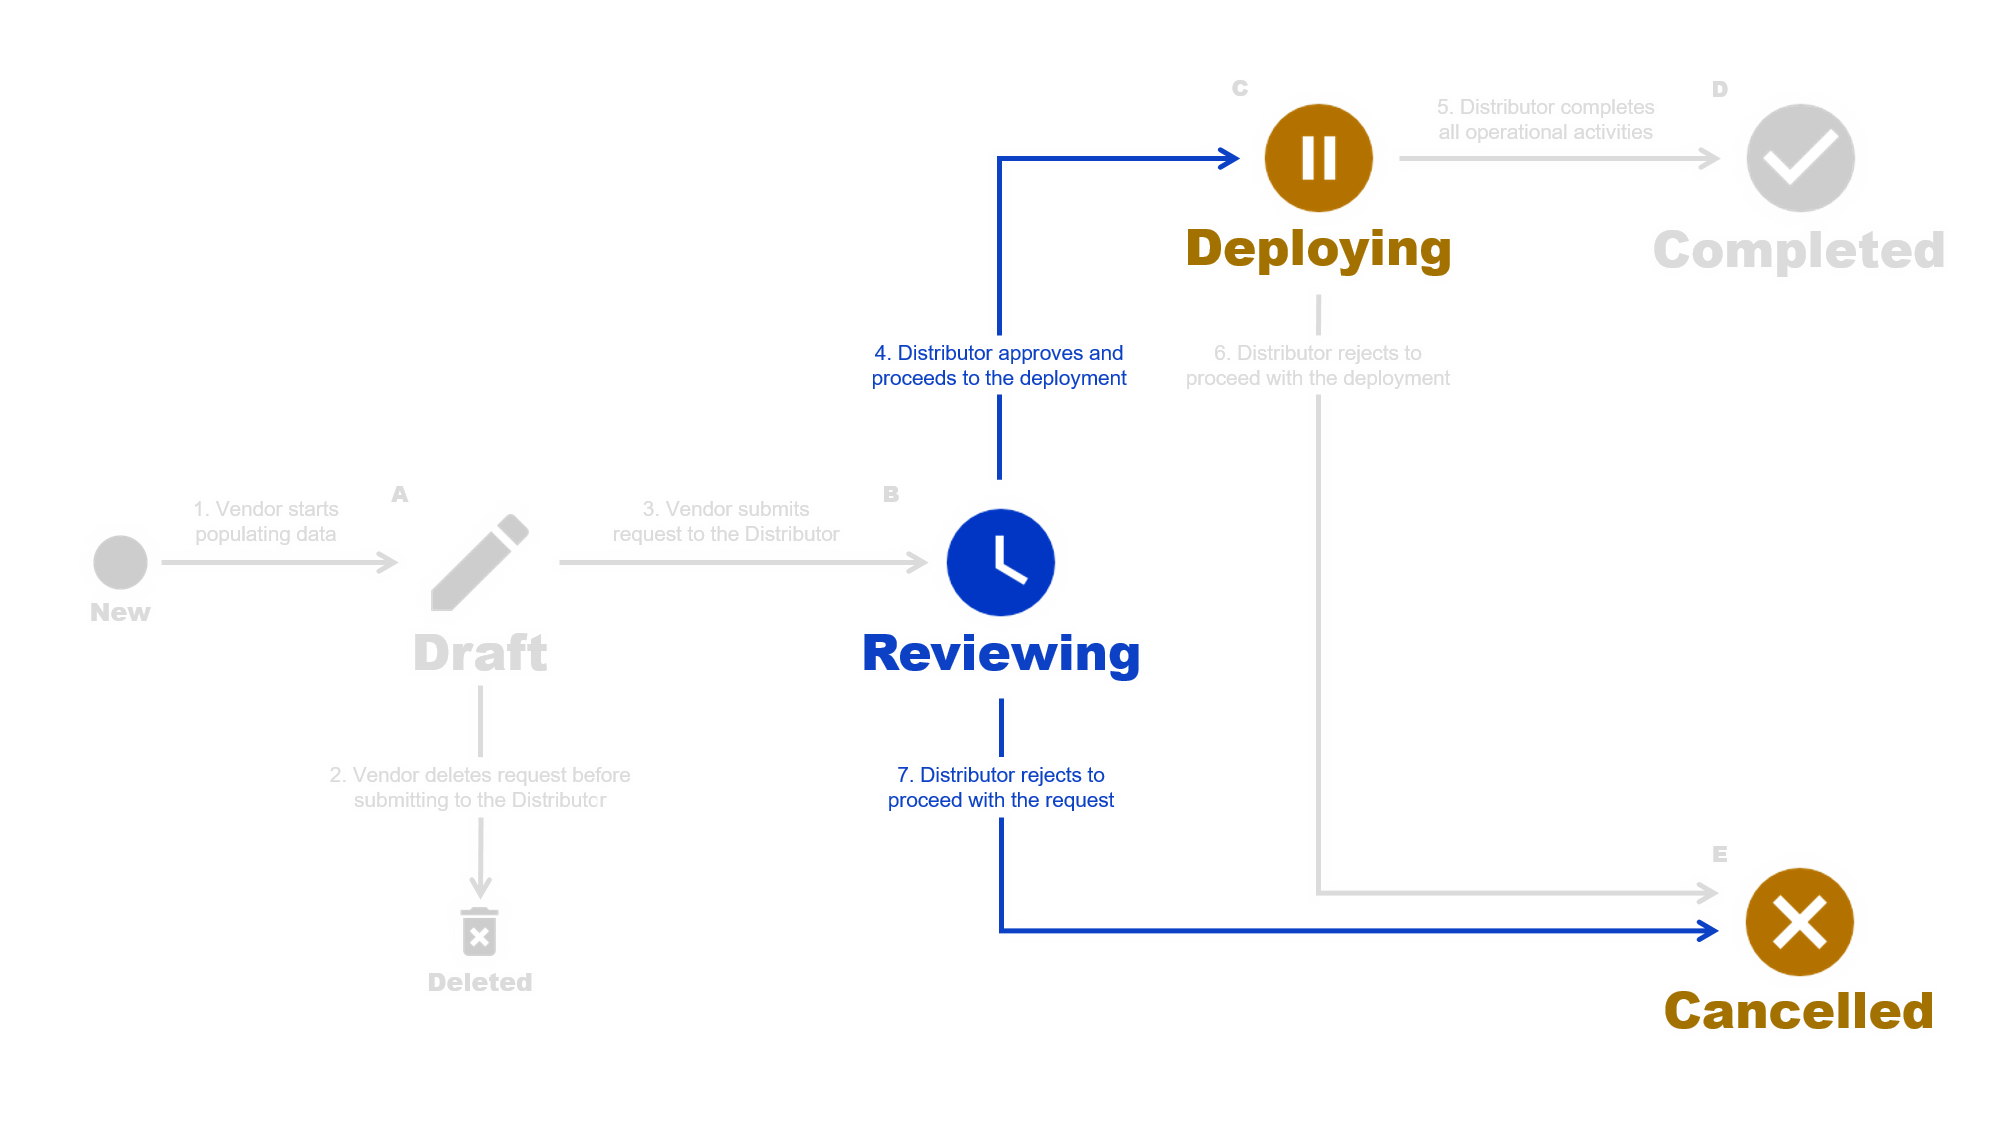 C
5. Distributor completes
all operational activities
D
Deploying
Completed
4. Distributor approves and
proceeds to the deployment
6. Distributor rejects to
proceed with the deployment
1. Vendor starts
populating data
A
3. Vendor submits
request to the Distributor
B
New
Draft
Reviewing
2. Vendor deletes request before
submitting to the Distributor
7. Distributor rejects to
proceed with the request
E
Deleted
Cancelled